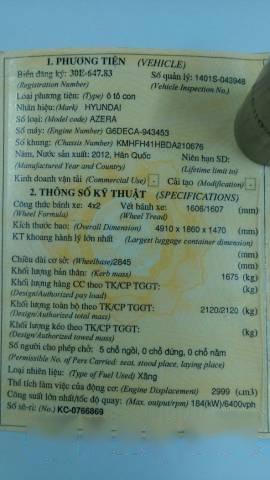 1. PHƯƠNG TIỆN (VEHICLE)
Biển đăng ký: 30E-647.83 Số quản lý: 1401S-043948
(Registration Number) (Vehicle Inspection No.)
Loại phương tiện: (Type) ô tô con
Nhãn hiệu: (Mark) HYUNDAI
Số loại: (Model code) AZERA
Số máy: (Engine Number) G6DECA-943453
Số khung: (Chassis Number) KMHFH41HBDA210676
Năm, Nước sản xuất: 2012, Hàn Quốc Niên hạn SD:
(Manufactured Year and Country) (Lifetime limit to)
Kinh doanh vận tải (Commercial Use) - Cải tạo (Modification) -
2. THÔNG SỐ KỸ THUẬT (SPECIFICATIONS)
Công thức bánh xe: 4x2 Vết bánh xe: 1606/1607 (mm)
(Wheel Formula) (Wheel Tread)
Kích thước bao: (Overall Dimension) 4910 x 1860 x 1470 (mm)
KT khoang hành lý lớn nhất (Largest luggage container dimension)
(mm)
Chiều dài cơ sở: (Wheelbase) 2845 (mm)
Khối lượng bản thân: (Kerb mass) 1675 (kg)
Khối lượng hàng CC theo TK/CP TGGT: (kg)
(Design/Authorized pay load)
Khối lượng toàn bộ theo TK/CP TGGT: 2120/2120 (kg)
(Design/Authorized total mass)
Khối lượng kéo theo TK/CP TGGT: (kg)
(Design/Authorized towed mass)
Số người cho phép chở: 5 chỗ ngồi, 0 chỗ đứng, 0 chỗ nằm
(Permissible No. of Pers Carried: seat, stood place, laying place)
Loại nhiên liệu: (Type of Fuel Used) Xăng
Thể tích làm việc của động cơ: (Engine Displacement) 2999 (cm3)
Công suất lớn nhất/tốc độ quay: (Max. output/rpm) 184(kW)/6400vph
Số sê-ri: (No.) KC-0766869